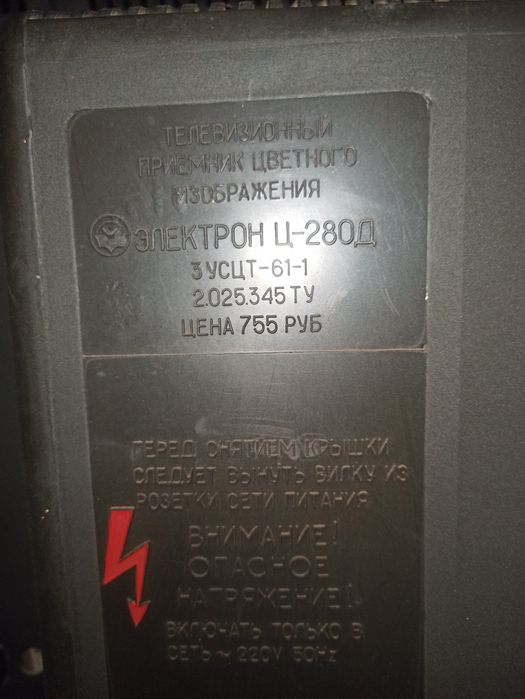 ТЕЛЕВИЗИОННЫЙ
ПРИЕМНИК ЦВЕТНОГО
ИЗОБРАЖЕНИЯ
ЭЛЕКТРОН Ц-280Д
3 УСЦТ-61-1
2.025.345 ТУ
ЦЕНА 755 РУБ
ПЕРЕД СНЯТИЕМ КРЫШКИ
СЛЕДУЕТ ВЫНУТЬ ВИЛКУ ИЗ
РОЗЕТКИ СЕТИ ПИТАНИЯ
ВНИМАНИЕ!
ОПАСНОЕ
НАПРЯЖЕНИЕ!
ВКЛЮЧАТЬ ТОЛЬКО В
СЕТЬ ~ 220V 50Hz